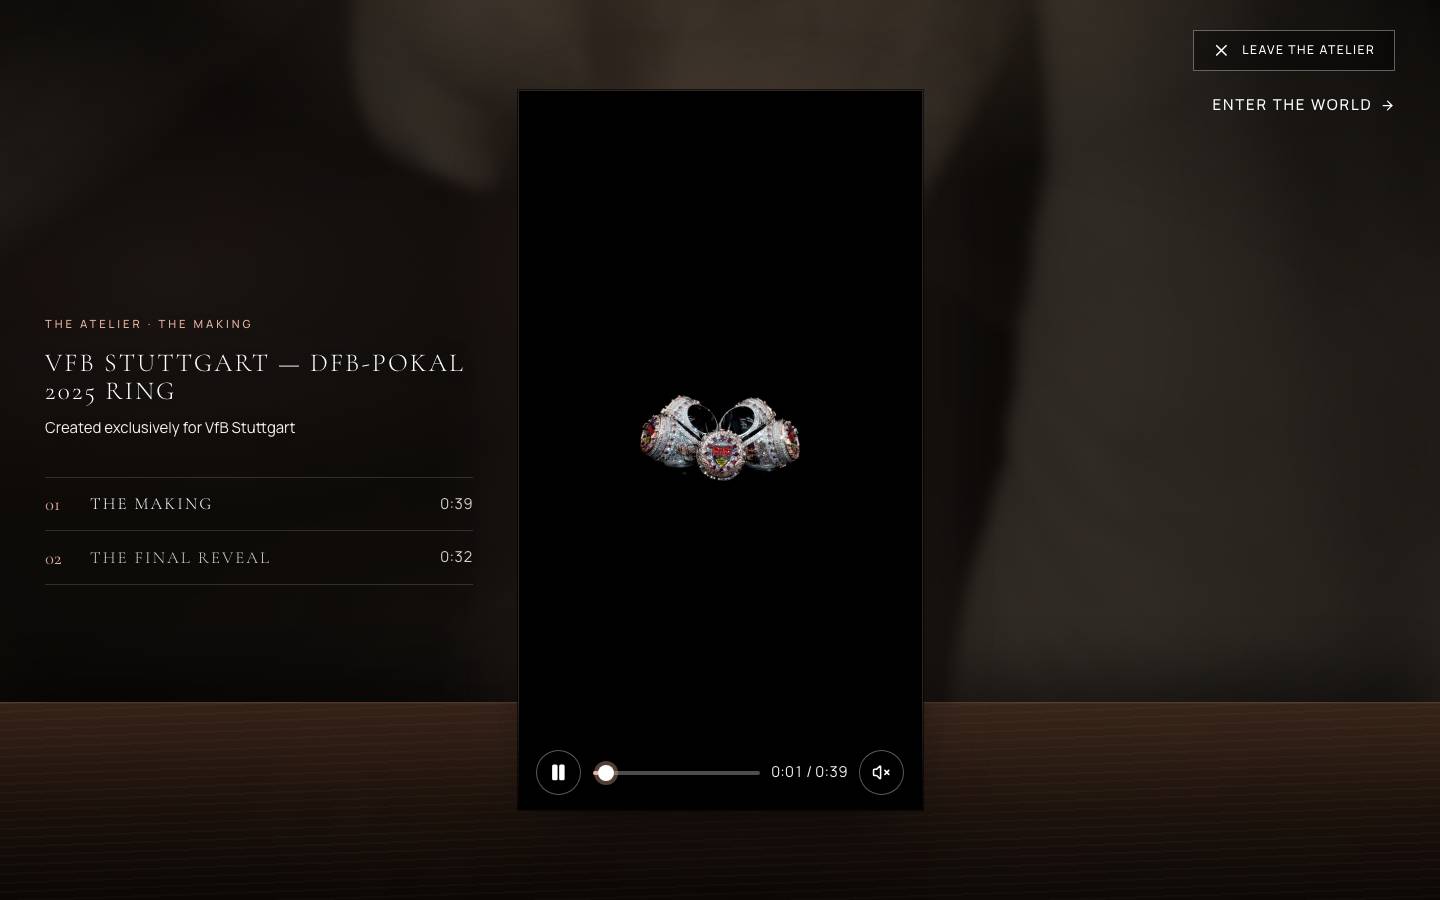 LEAVE THE ATELIER
ENTER THE WORLD →
THE ATELIER · THE MAKING
VFB STUTTGART — DFB-POKAL
2025 RING
Created exclusively for VfB Stuttgart
01 THE MAKING 0:39
02 THE FINAL REVEAL 0:32
0:01 / 0:39